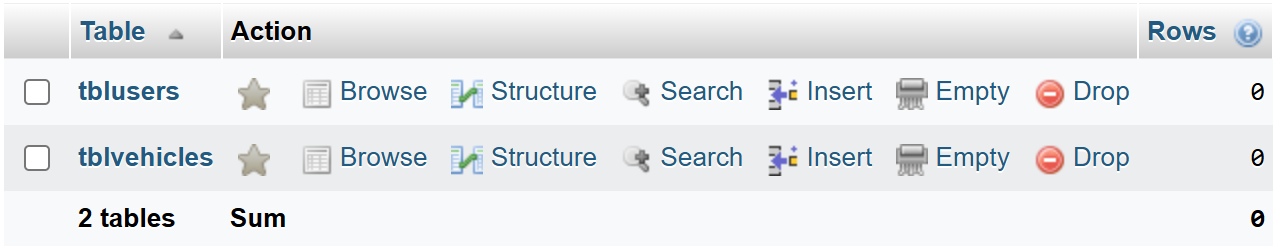 Table Action Rows
tblusers Browse Structure Search Insert Empty Drop 0
tblvehicles Browse Structure Search Insert Empty Drop 0
2 tables Sum 0